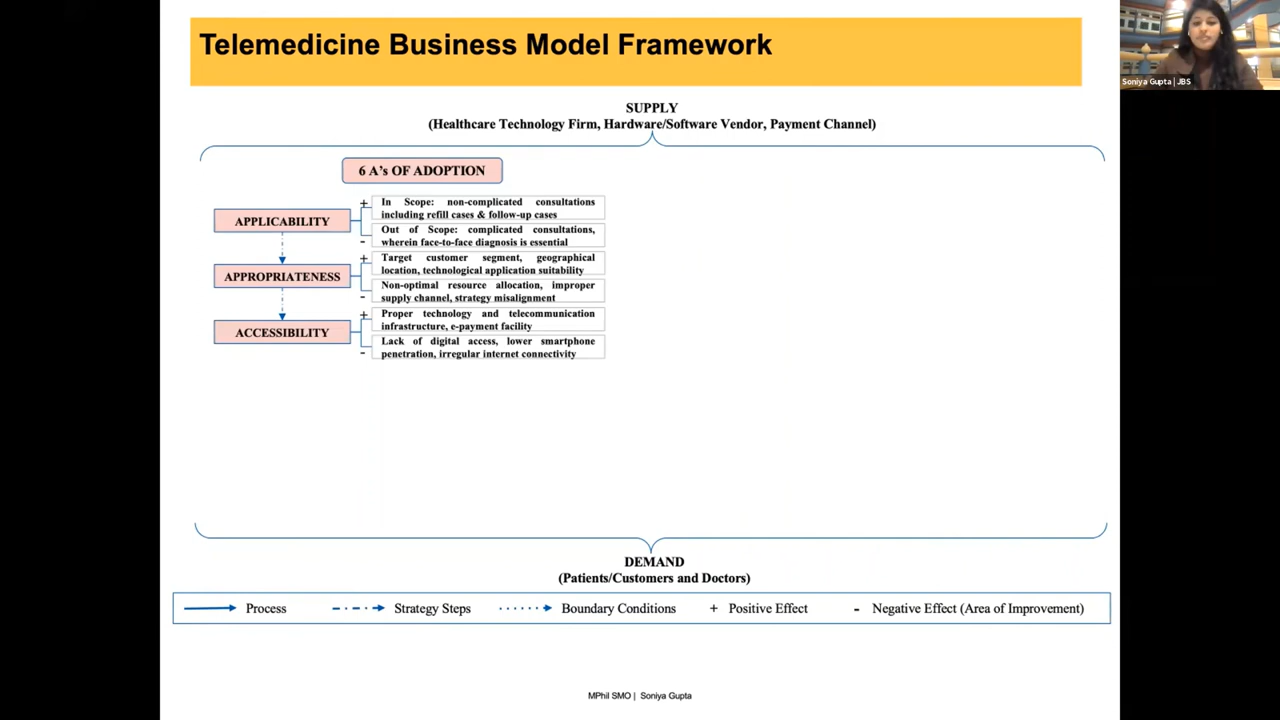 Telemedicine Business Model Framework
Soniya Gupta | JBS
SUPPLY
(Healthcare Technology Firm, Hardware/Software Vendor, Payment Channel)
6 A's OF ADOPTION
APPLICABILITY
+ In Scope: non-complicated consultations
including refill cases & follow-up cases
- Out of Scope: complicated consultations,
wherein face-to-face diagnosis is essential
APPROPRIATENESS
+ Target customer segment, geographical
location, technological application suitability
- Non-optimal resource allocation, improper
supply channel, strategy misalignment
ACCESSIBILITY
+ Proper technology and telecommunication
infrastructure, e-payment facility
- Lack of digital access, lower smartphone
penetration, irregular internet connectivity
DEMAND
(Patients/Customers and Doctors)
Process Strategy Steps Boundary Conditions + Positive Effect - Negative Effect (Area of Improvement)
MPhil SMO | Soniya Gupta